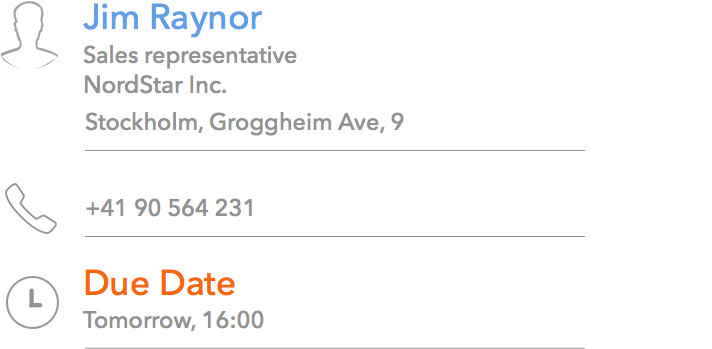 Jim Raynor
Sales representative
NordStar Inc.
Stockholm, Groggheim Ave, 9
+41 90 564 231
Due Date
Tomorrow, 16:00